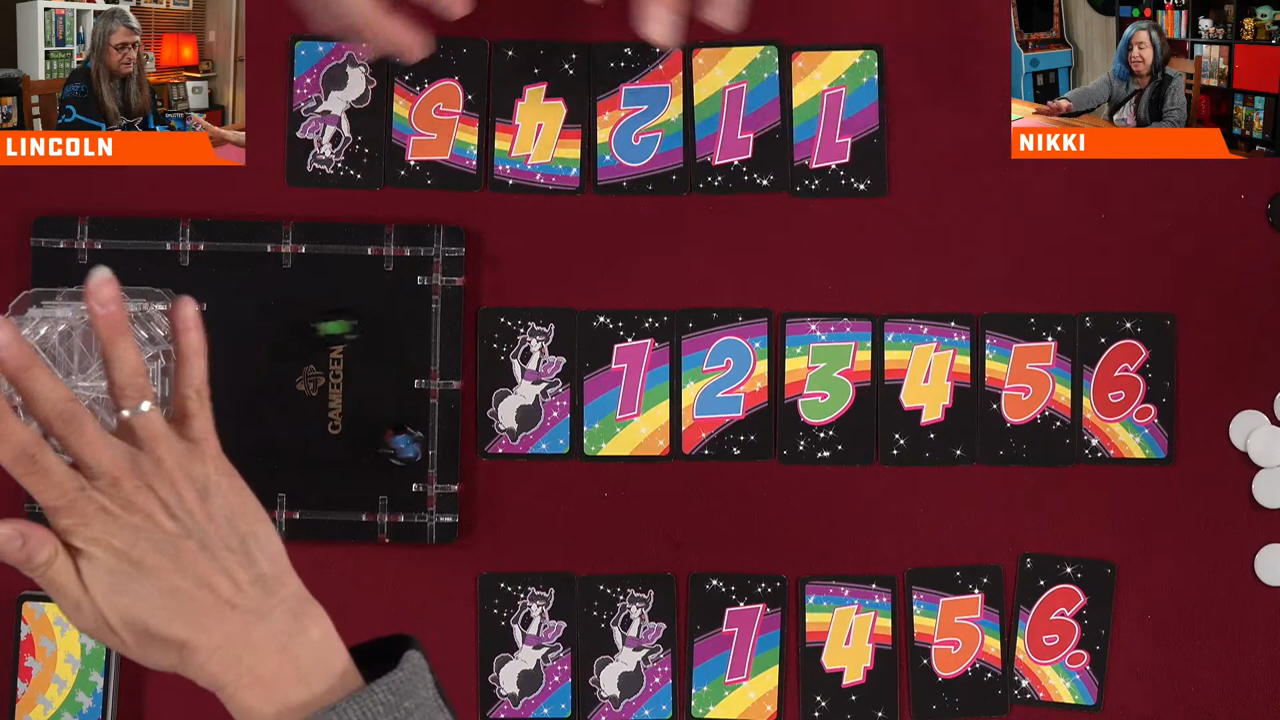 LINCOLN
NIKKI
5 4 2 1 1
GAMEGEN
1 2 3 4 5 6.
1 4 5 6.